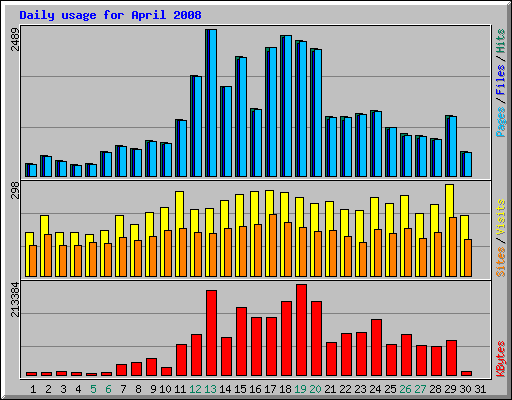 Daily usage for April 2008
2489
Pages / Files / Hits
298
Sites / Visits
213384
KBytes
1 2 3 4 5 6 7 8 9 10 11 12 13 14 15 16 17 18 19 20 21 22 23 24 25 26 27 28 29 30 31